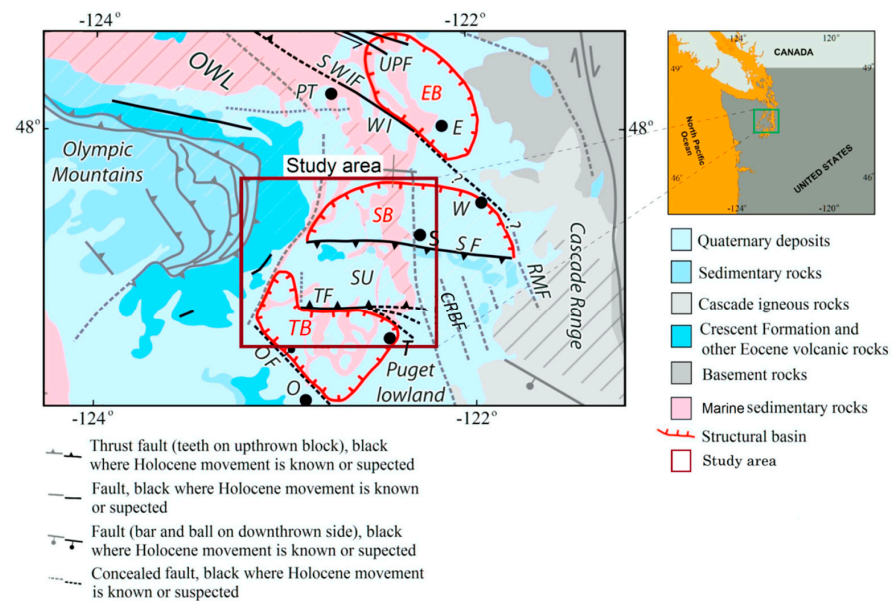 -124°
-122°
OWL
UPF
SWIF
PT
EB
WI
E
48°
48°
Olympic
Mountains
Study area
?
W
?
SB
S
SF
SU
TF
TB
T
CRBF
RMF
Cascade Range
OF
O
Puget
lowland
-124°
-122°
-124°
120°
CANADA
49°
49°
North Pacific
Ocean
UNITED STATES
46°
46°
-124°
-120°
Quaternary deposits
Sedimentary rocks
Cascade igneous rocks
Crescent Formation and
other Eocene volcanic rocks
Basement rocks
Marine sedimentary rocks
Structural basin
Study area
Thrust fault (teeth on upthrown block), black
where Holocene movement is known or supected
Fault, black where Holocene movement is known
or supected
Fault (bar and ball on downthrown side), black
where Holocene movement is known or supected
Concealed fault, black where Holocene movement
is known or suspected